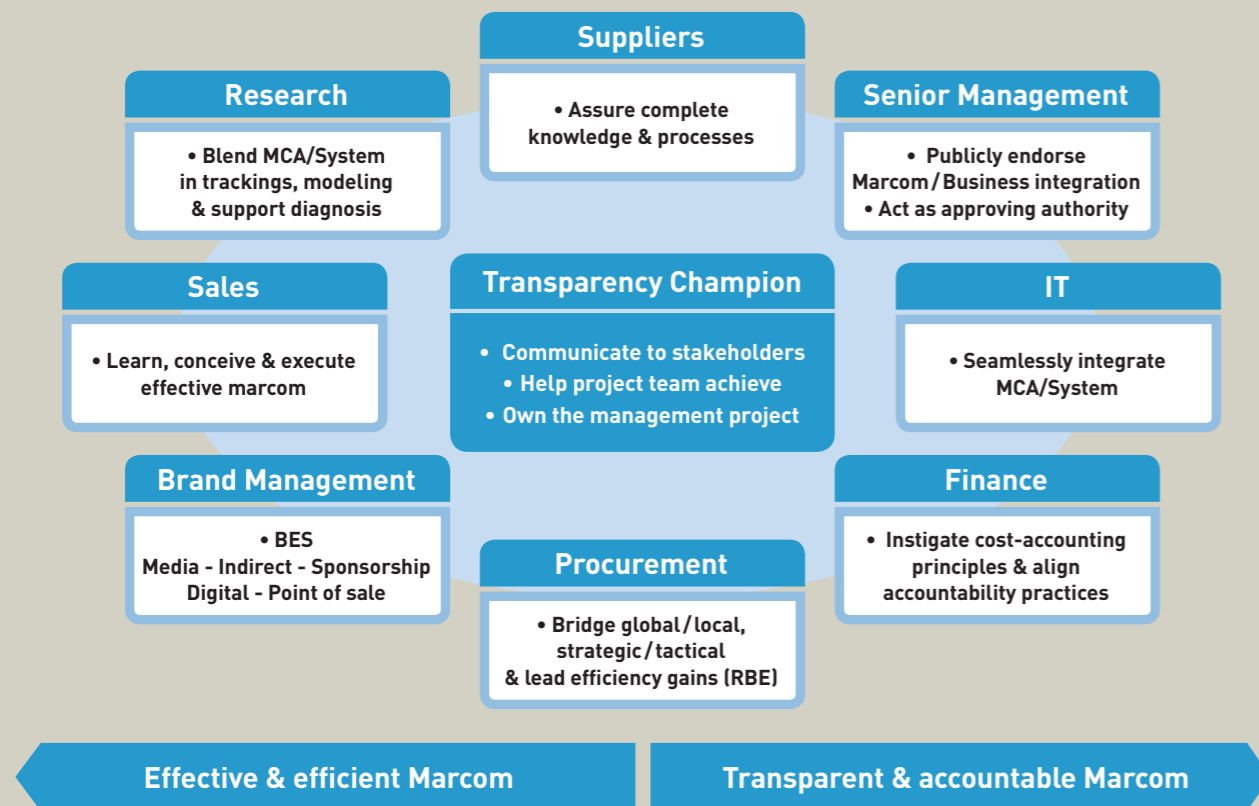 Suppliers
• Assure complete
knowledge & processes
Research
• Blend MCA/System
in trackings, modeling
& support diagnosis
Senior Management
• Publicly endorse
Marcom/Business integration
• Act as approving authority
Sales
• Learn, conceive & execute
effective marcom
Transparency Champion
• Communicate to stakeholders
• Help project team achieve
• Own the management project
IT
• Seamlessly integrate
MCA/System
Brand Management
• BES
Media - Indirect - Sponsorship
Digital - Point of sale
Procurement
• Bridge global/local,
strategic/tactical
& lead efficiency gains (RBE)
Finance
• Instigate cost-accounting
principles & align
accountability practices
Effective & efficient Marcom
Transparent & accountable Marcom